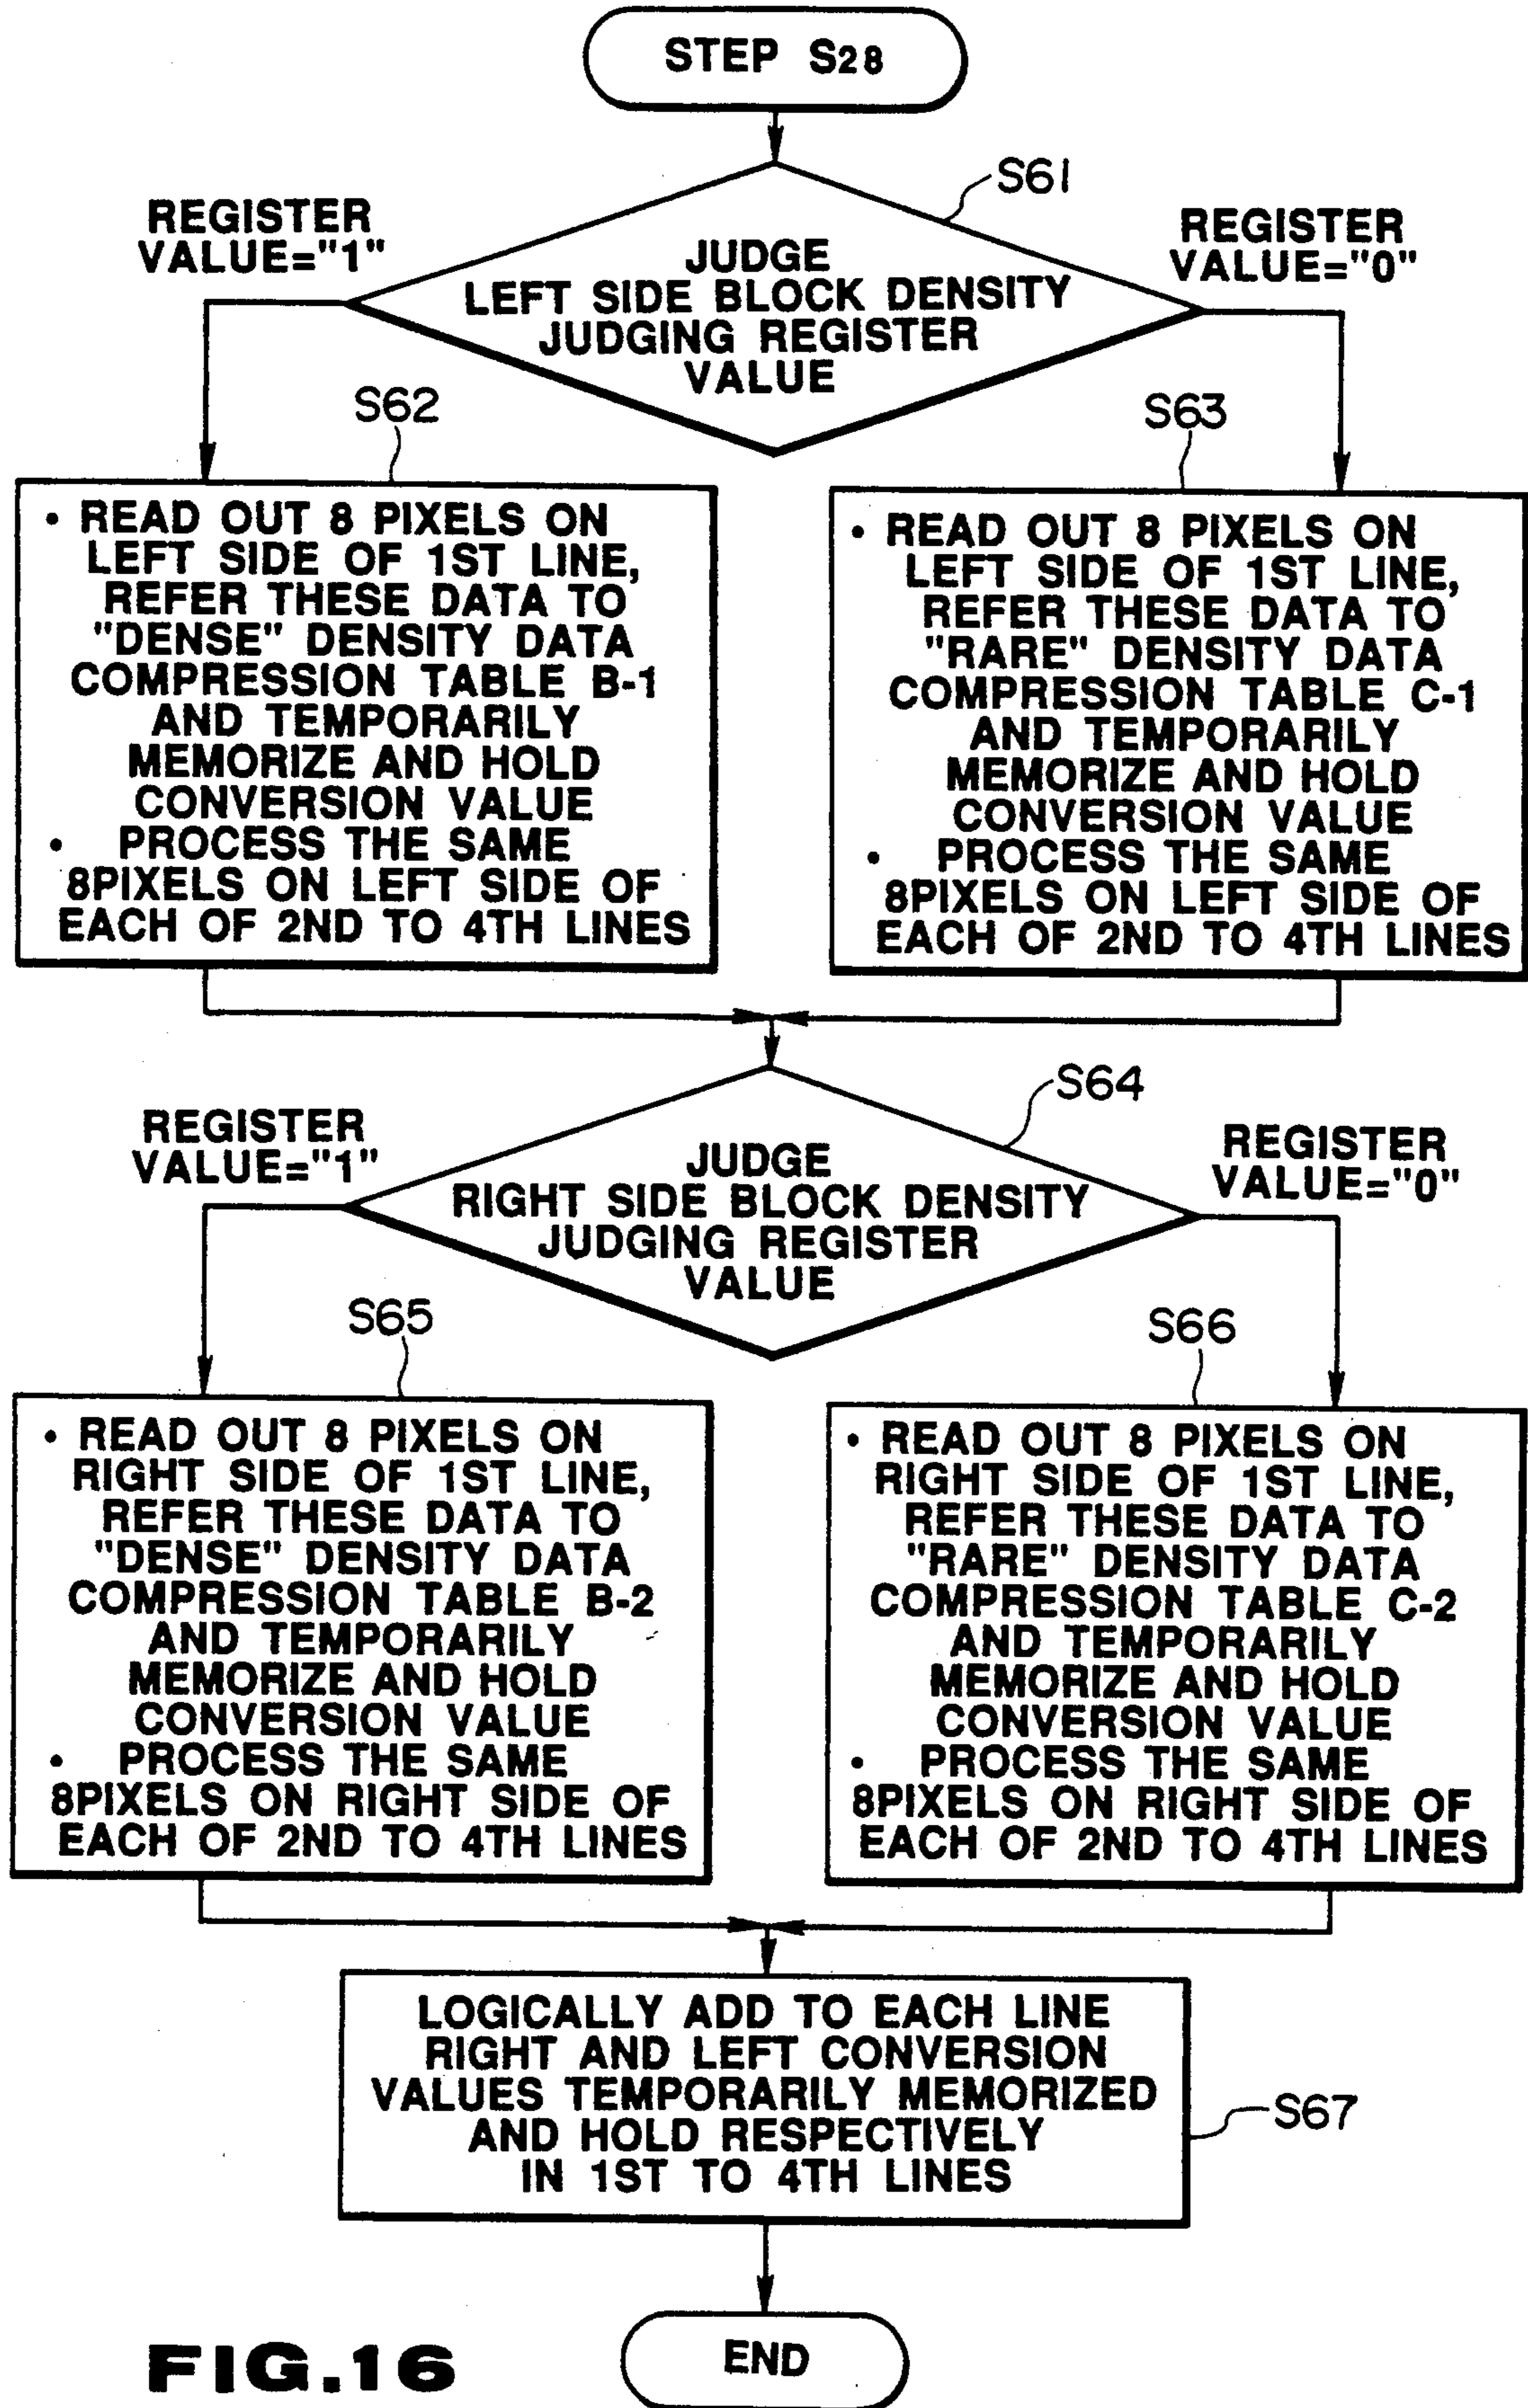 STEP S28
S61
REGISTER
VALUE="1"
REGISTER
VALUE="0"
JUDGE
LEFT SIDE BLOCK DENSITY
JUDGING REGISTER
VALUE
S62
S63
• READ OUT 8 PIXELS ON
LEFT SIDE OF 1ST LINE,
REFER THESE DATA TO
"DENSE" DENSITY DATA
COMPRESSION TABLE B-1
AND TEMPORARILY
MEMORIZE AND HOLD
CONVERSION VALUE
• PROCESS THE SAME
8PIXELS ON LEFT SIDE OF
EACH OF 2ND TO 4TH LINES
• READ OUT 8 PIXELS ON
LEFT SIDE OF 1ST LINE,
REFER THESE DATA TO
"RARE" DENSITY DATA
COMPRESSION TABLE C-1
AND TEMPORARILY
MEMORIZE AND HOLD
CONVERSION VALUE
• PROCESS THE SAME
8PIXELS ON LEFT SIDE OF
EACH OF 2ND TO 4TH LINES
S64
REGISTER
VALUE="1"
REGISTER
VALUE="0"
JUDGE
RIGHT SIDE BLOCK DENSITY
JUDGING REGISTER
VALUE
S65
S66
• READ OUT 8 PIXELS ON
RIGHT SIDE OF 1ST LINE,
REFER THESE DATA TO
"DENSE" DENSITY DATA
COMPRESSION TABLE B-2
AND TEMPORARILY
MEMORIZE AND HOLD
CONVERSION VALUE
• PROCESS THE SAME
8PIXELS ON RIGHT SIDE OF
EACH OF 2ND TO 4TH LINES
• READ OUT 8 PIXELS ON
RIGHT SIDE OF 1ST LINE,
REFER THESE DATA TO
"RARE" DENSITY DATA
COMPRESSION TABLE C-2
AND TEMPORARILY
MEMORIZE AND HOLD
CONVERSION VALUE
• PROCESS THE SAME
8PIXELS ON RIGHT SIDE OF
EACH OF 2ND TO 4TH LINES
LOGICALLY ADD TO EACH LINE
RIGHT AND LEFT CONVERSION
VALUES TEMPORARILY MEMORIZED
AND HOLD RESPECTIVELY
IN 1ST TO 4TH LINES
S67
END
FIG.16